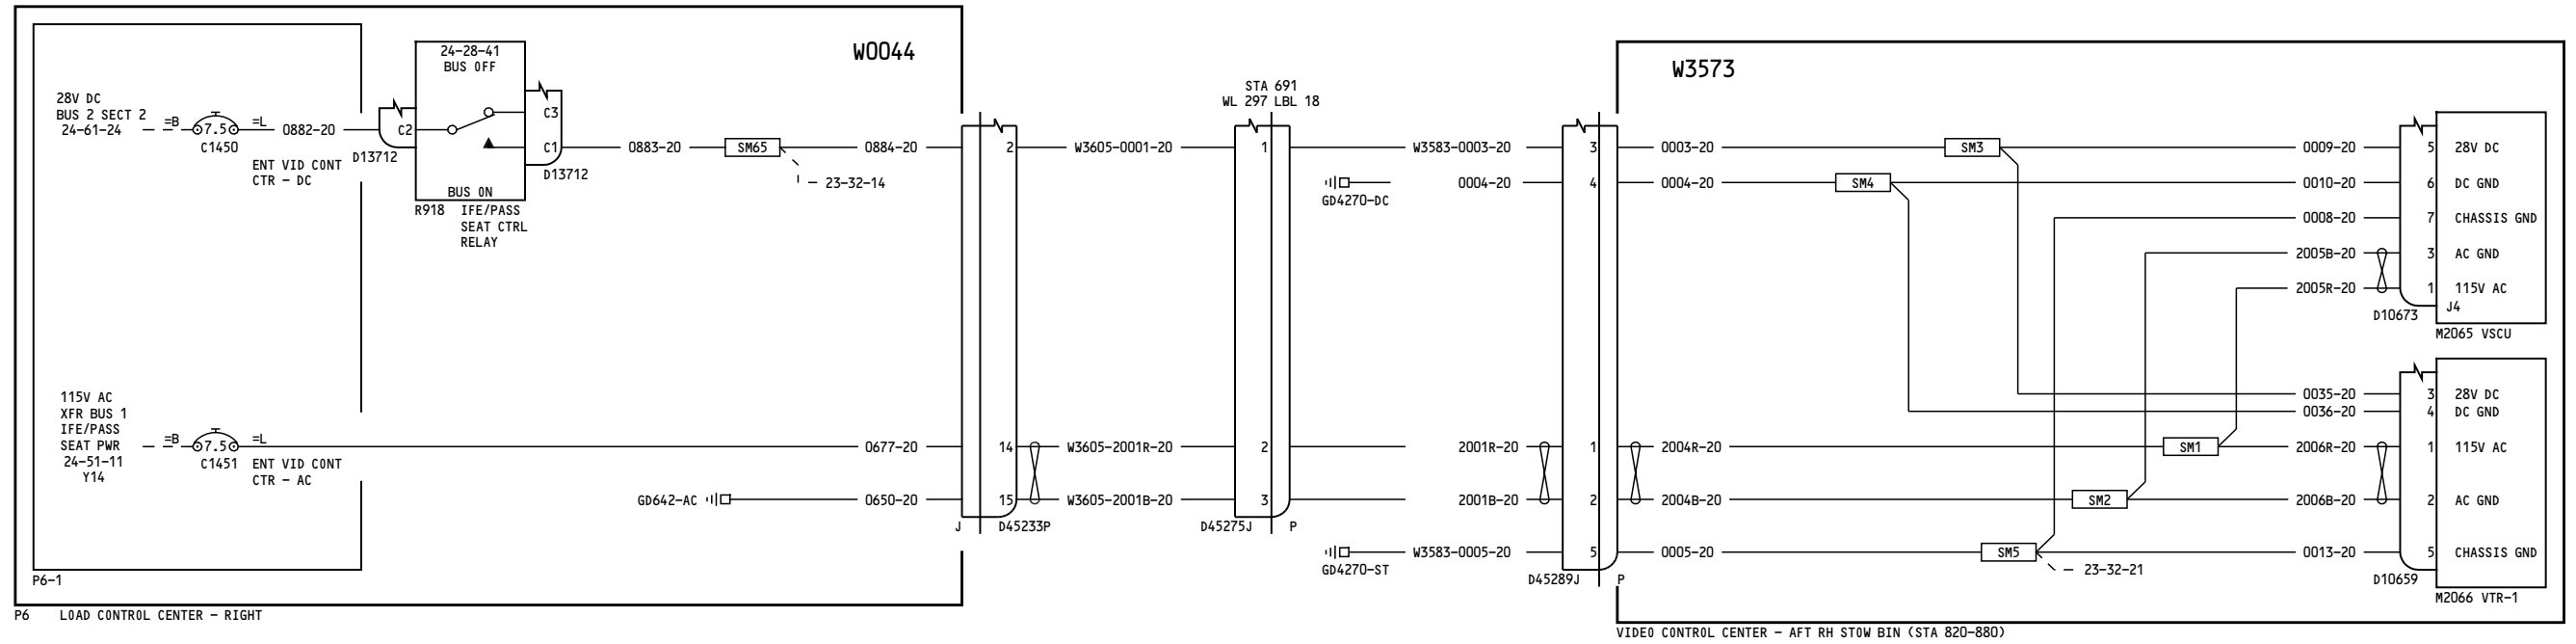 W0044
24-28-41
BUS OFF
28V DC
BUS 2 SECT 2
24-61-24
=B
7.5
=L
C1450
0882-20
ENT VID CONT
CTR - DC
D13712
C2
C3
C1
D13712
BUS ON
R918
IFE/PASS
SEAT CTRL
RELAY
0883-20
SM65
0884-20
23-32-14
115V AC
XFR BUS 1
IFE/PASS
SEAT PWR
24-51-11
Y14
=B
7.5
=L
C1451
ENT VID CONT
CTR - AC
0677-20
GD642-AC
0650-20
P6-1
P6 LOAD CONTROL CENTER - RIGHT
2
14
15
J
D45233P
W3605-0001-20
W3605-2001R-20
W3605-2001B-20
STA 691
WL 297 LBL 18
1
2
3
D45275J
P
W3583-0003-20
GD4270-DC
0004-20
2001R-20
2001B-20
W3583-0005-20
GD4270-ST
3
4
1
2
5
D45289J
P
W3573
0003-20
SM3
0009-20
0004-20
SM4
0010-20
0008-20
2005B-20
2005R-20
5 28V DC
6 DC GND
7 CHASSIS GND
3 AC GND
1 115V AC
J4
D10673
M2065 VSCU
0035-20
0036-20
2004R-20
SM1
2006R-20
2004B-20
SM2
2006B-20
0005-20
SM5
0013-20
23-32-21
3 28V DC
4 DC GND
1 115V AC
2 AC GND
5 CHASSIS GND
D10659
M2066 VTR-1
VIDEO CONTROL CENTER - AFT RH STOW BIN (STA 820-880)